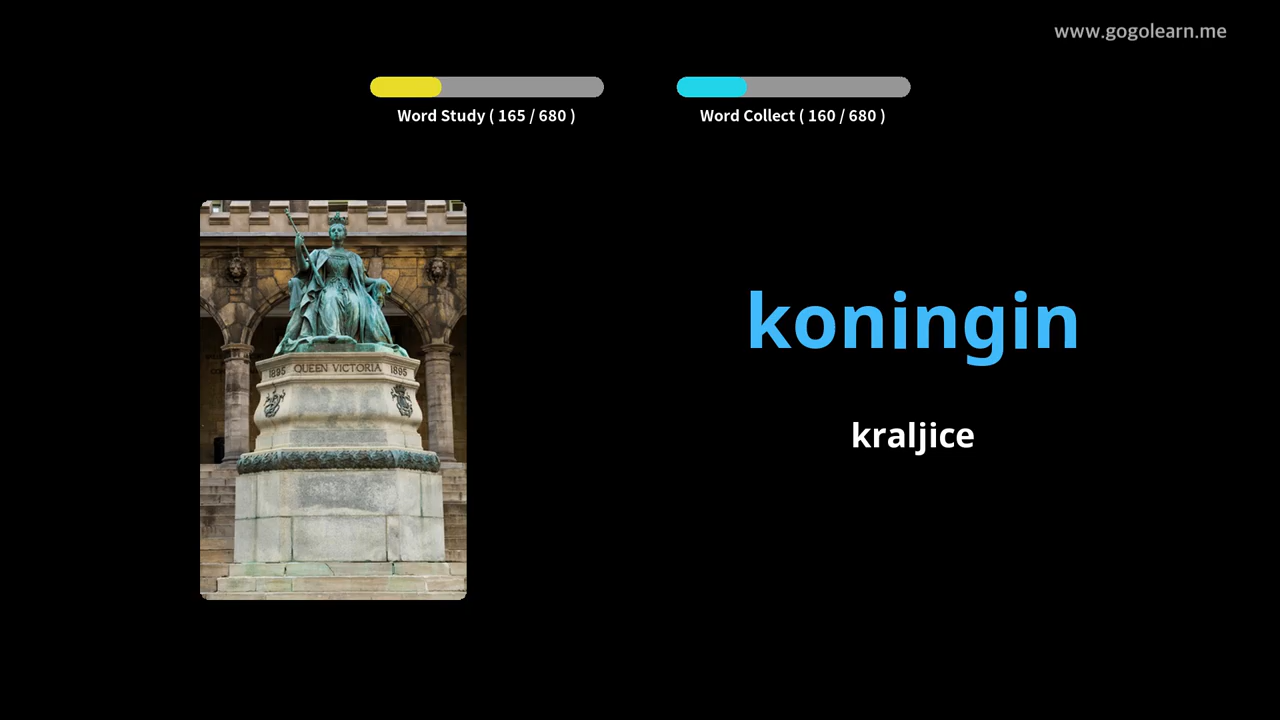 www.gogolearn.me
Word Study ( 165 / 680 )
Word Collect ( 160 / 680 )
1895 QUEEN VICTORIA 1895
koningin
kraljice